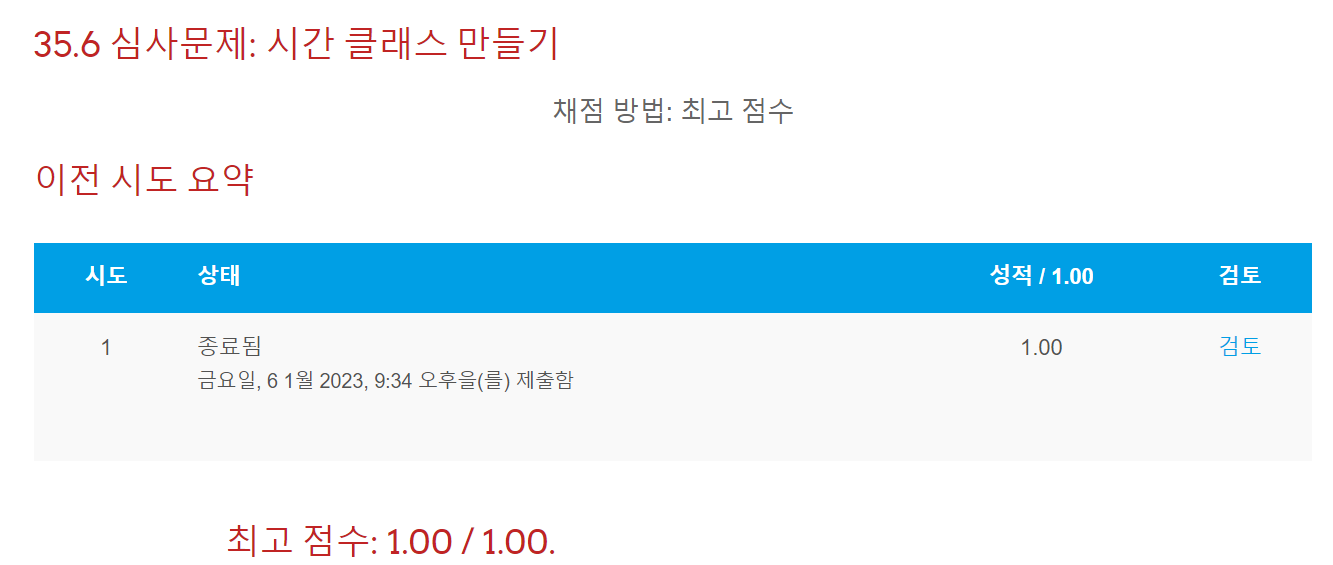 35.6 심사문제: 시간 클래스 만들기
채점 방법: 최고 점수
이전 시도 요약
시도 상태 성적 / 1.00 검토
1 종료됨 1.00 검토
금요일, 6 1월 2023, 9:34 오후을(를) 제출함
최고 점수: 1.00 / 1.00.